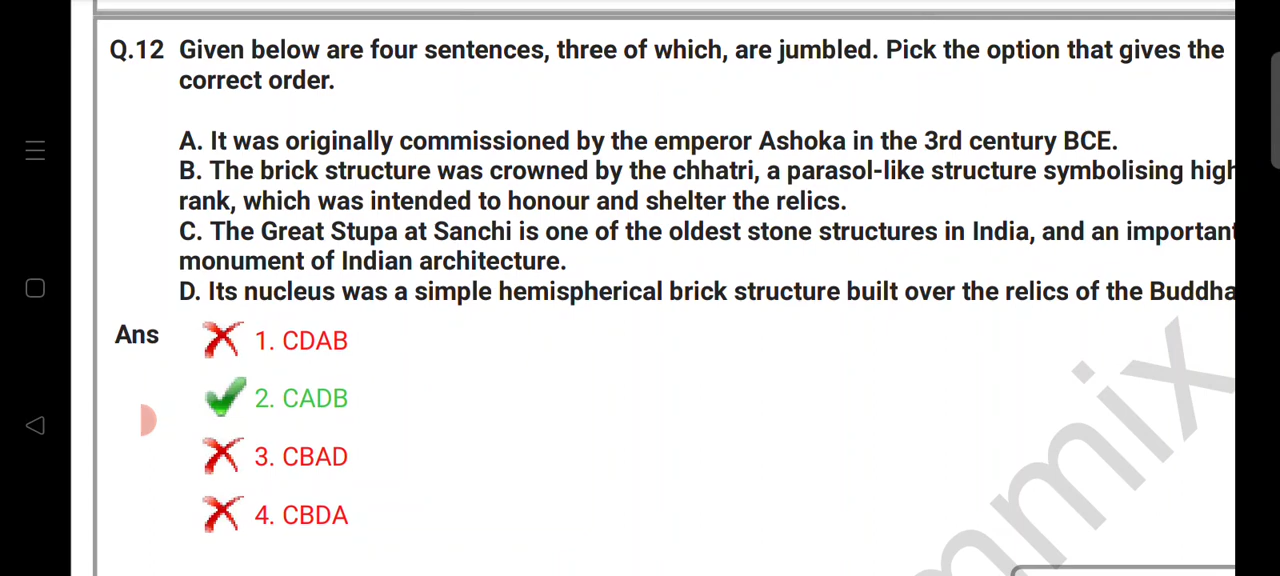 Q.12 Given below are four sentences, three of which, are jumbled. Pick the option that gives the
correct order.
A. It was originally commissioned by the emperor Ashoka in the 3rd century BCE.
B. The brick structure was crowned by the chhatri, a parasol-like structure symbolising high
rank, which was intended to honour and shelter the relics.
C. The Great Stupa at Sanchi is one of the oldest stone structures in India, and an important
monument of Indian architecture.
D. Its nucleus was a simple hemispherical brick structure built over the relics of the Buddha
Ans 1. CDAB
2. CADB
3. CBAD
4. CBDA
mmix